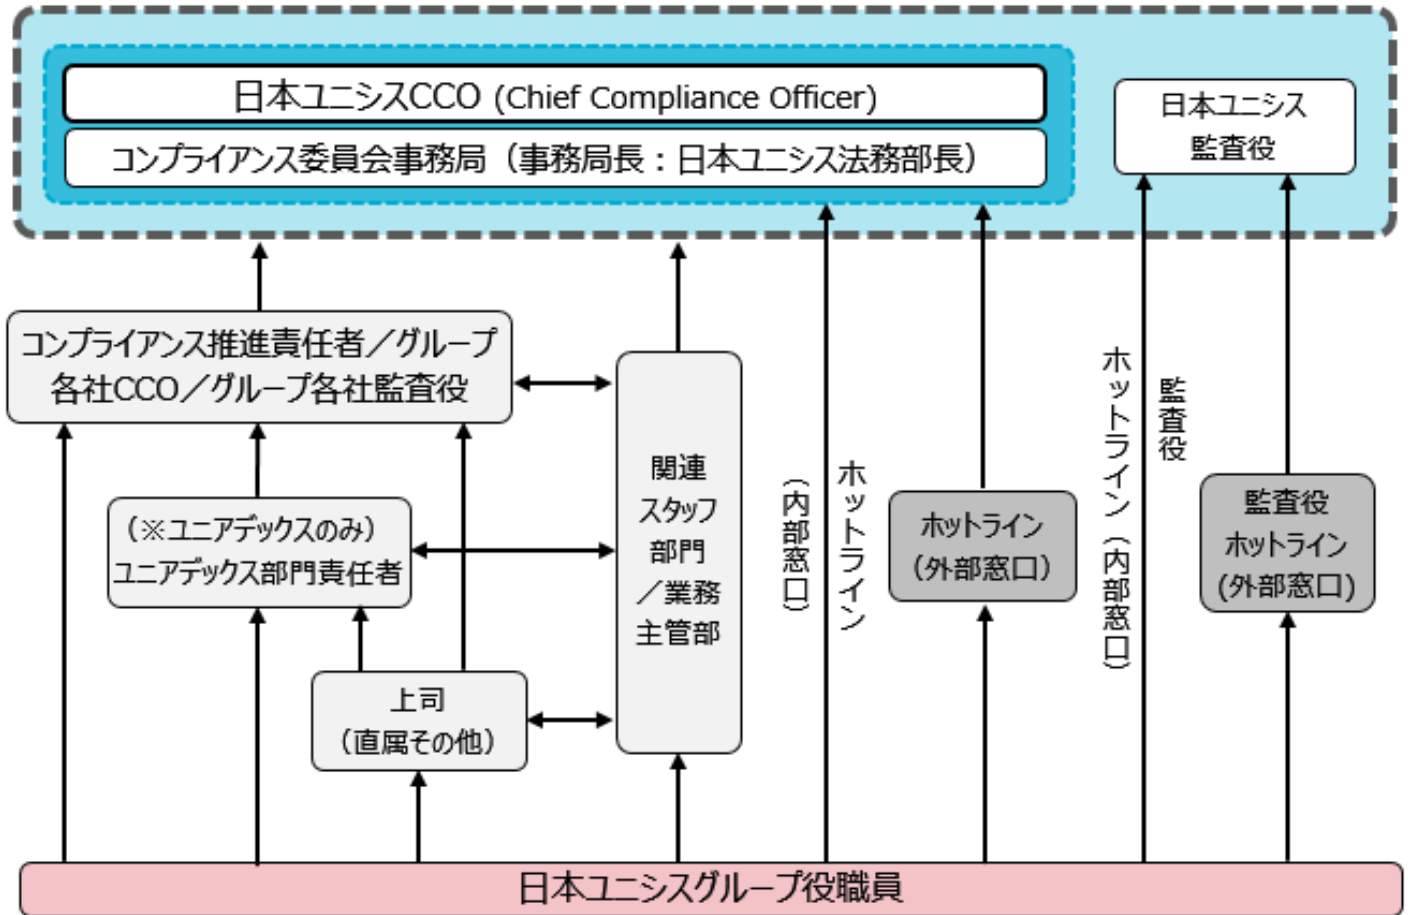 日本ユニシスCCO (Chief Compliance Officer)
コンプライアンス委員会事務局（事務局長：日本ユニシス法務部長）
日本ユニシス
監査役
コンプライアンス推進責任者／グループ
各社CCO／グループ各社監査役
（※ユニアデックスのみ）
ユニアデックス部門責任者
上司
（直属その他）
関連
スタッフ
部門
／業務
主管部
ホットライン
（内部窓口）
ホットライン
（外部窓口）
監査役
ホットライン（内部窓口）
監査役
ホットライン
(外部窓口)
日本ユニシスグループ役職員